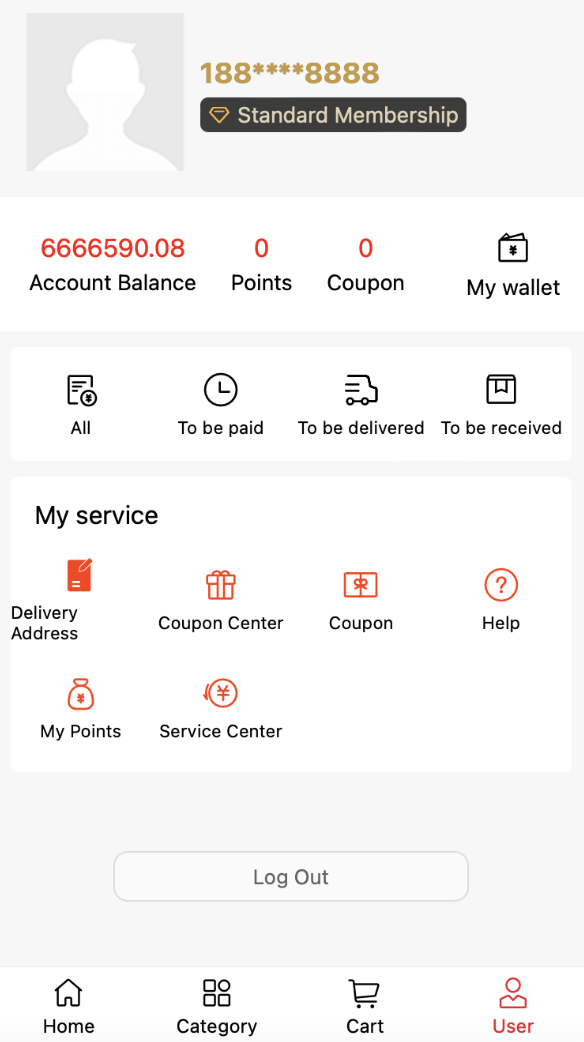 188****8888
Standard Membership
6666590.08
0
0
Account Balance
Points
Coupon
¥
My wallet
¥
All
To be paid
To be delivered
To be received
My service
Delivery
Address
Coupon Center
Coupon
?
Help
¥
My Points
¥
Service Center
Log Out
Home
Category
Cart
User